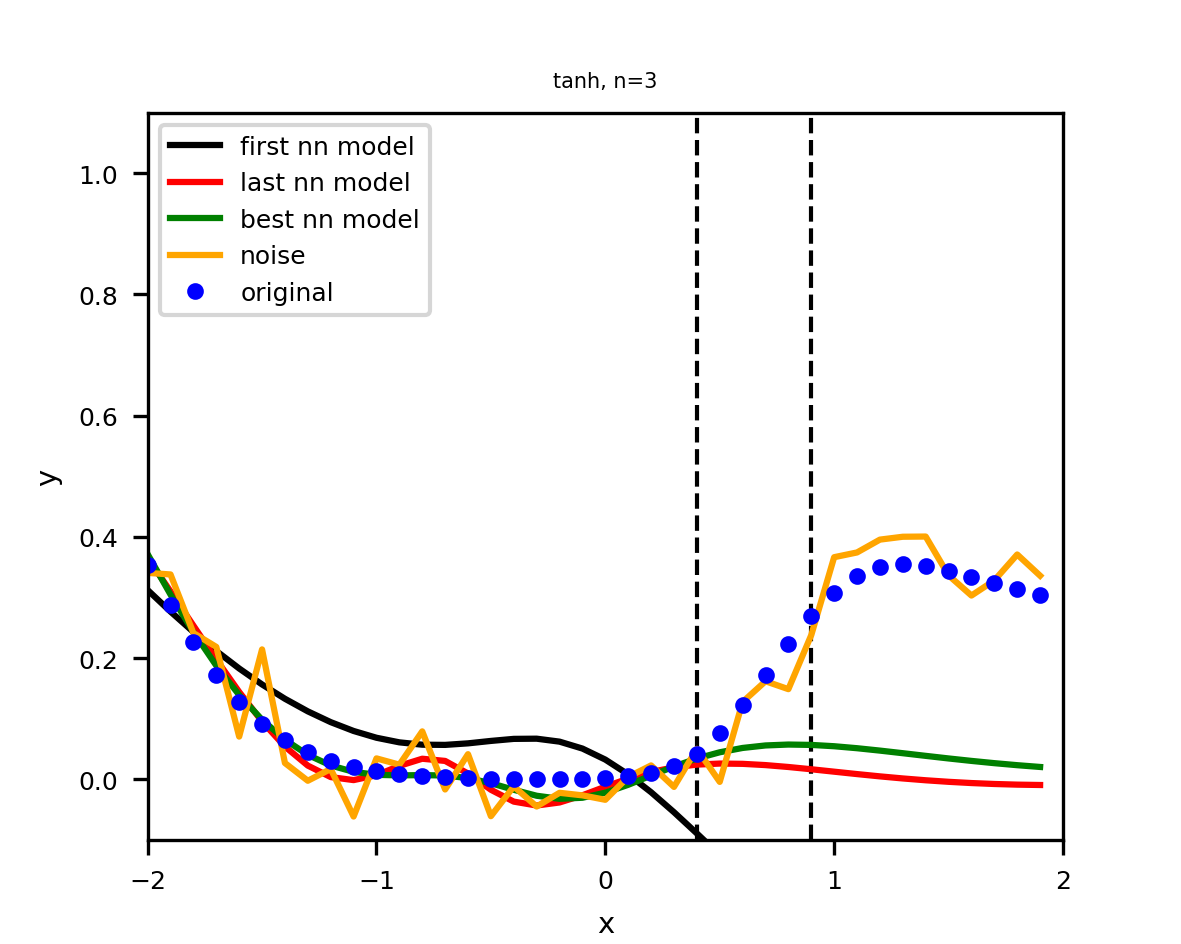 tanh, n=3
first nn model
last nn model
best nn model
noise
original
1.0
0.8
0.6
0.4
0.2
0.0
y
−2
−1
0
1
2
x